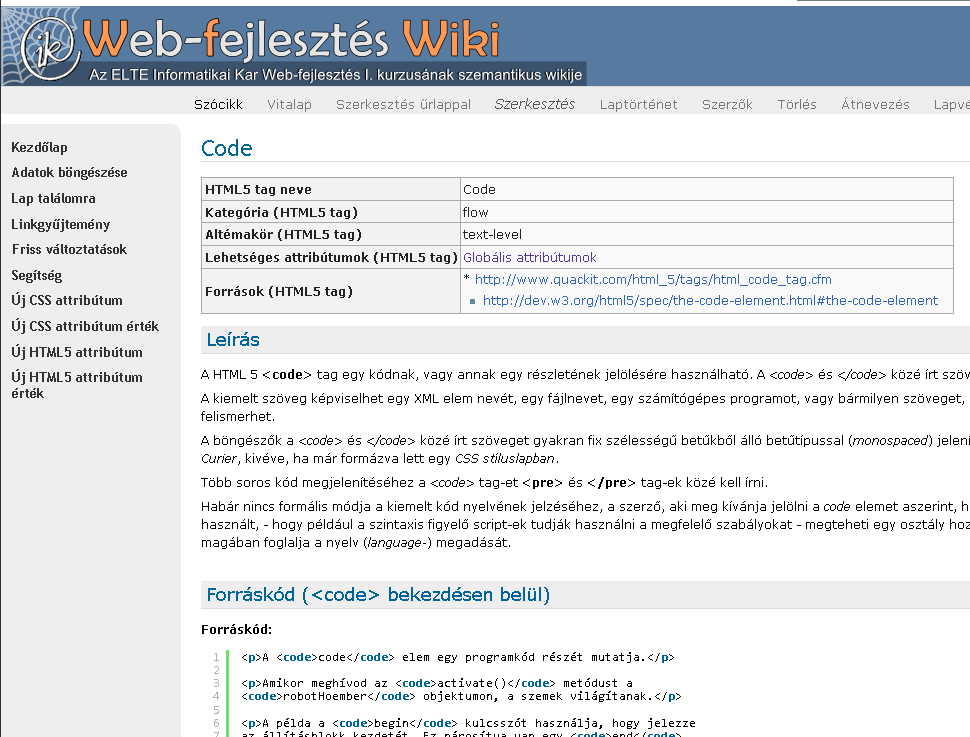 Web-fejlesztés Wiki
Az ELTE Informatikai Kar Web-fejlesztés I. kurzusának szemantikus wikije
Szócikk Vitalap Szerkesztés űrlappal Szerkesztés Laptörténet Szerzők Törlés Átnevezés
Kezdőlap
Adatok böngészése
Lap találomra
Linkgyűjtemény
Friss változtatások
Segítség
Új CSS attribútum
Új CSS attribútum érték
Új HTML5 attribútum
Új HTML5 attribútum
érték
Code
HTML5 tag neve Code
Kategória (HTML5 tag) flow
Altémakör (HTML5 tag) text-level
Lehetséges attribútumok (HTML5 tag) Globális attribútumok
Források (HTML5 tag)
* http://www.quackit.com/html_5/tags/html_code_tag.cfm
http://dev.w3.org/html5/spec/the-code-element.html#the-code-element
Leírás
A HTML 5 <code> tag egy kódnak, vagy annak egy részletének jelölésére használható. A <code> és </code> közé írt
A kiemelt szöveg képviselhet egy XML elem nevét, egy fájlnevet, egy számítógépes programot, vagy bármilyen szöveget,
felismerhet.
A böngészők a <code> és </code> közé írt szöveget gyakran fix szélességű betűkből álló betűtípussal (monospaced)
Curier, kivéve, ha már formázva lett egy CSS stíluslapban.
Több soros kód megjelenítéséhez a <code> tag-et <pre> és </pre> tag-ek közé kell írni.
Habár nincs formális módja a kiemelt kód nyelvének jelzéséhez, a szerző, aki meg kívánja jelölni a code elemet aszerint,
használt, - hogy például a szintaxis figyelő script-ek tudják használni a megfelelő szabályokat - megteheti egy osztály
magában foglalja a nyelv (language-) megadását.
Forráskód (<code> bekezdésen belül)
Forráskód:
1 <p>A <code>code</code> elem egy programkód részét mutatja.</p>
2
3 <p>Amikor meghívod az <code>activate()</code> metódust a
4 <code>robotHoember</code> objektumon, a szemek világítanak.</p>
5
6 <p>A példa a <code>begin</code> kulcsszót használja, hogy jelezze
7 az állításblokk kezdetét. Ez párosítva van egy <code>end</code>